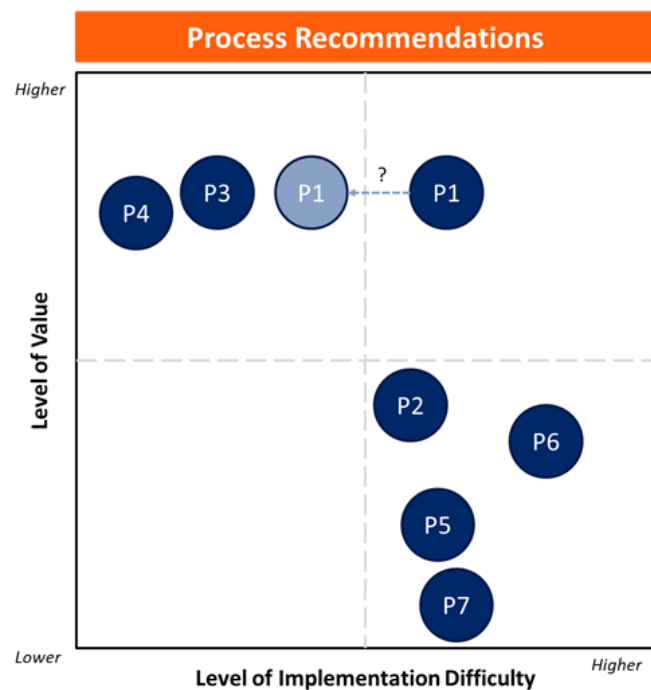 Process Recommendations
Higher
?
P4
P3
P1
P1
Level of Value
P2
P6
P5
P7
Lower
Level of Implementation Difficulty
Higher